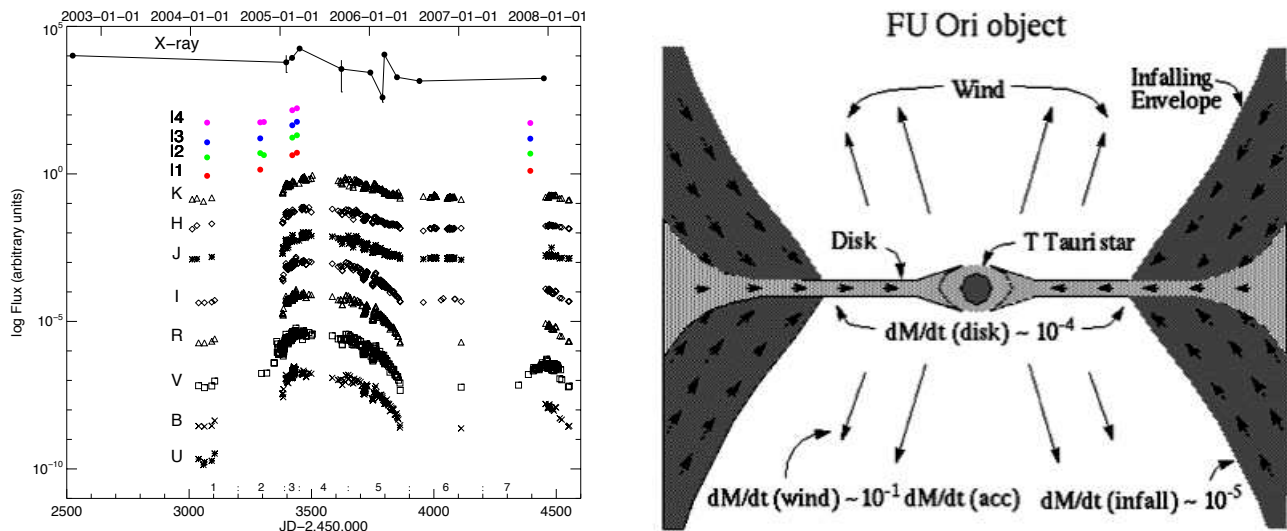 2003-01-01 2004-01-01 2005-01-01 2006-01-01 2007-01-01 2008-01-01
10^5
X-ray
I4
I3
I2
I1
10^0
K
H
J
I
10^-5
R
V
B
U
10^-10
log Flux (arbitrary units)
1 : 2 : 3 : 4 : 5 : 6 : 7
2500 3000 3500 4000 4500
JD-2.450.000
FU Ori object
Wind
Infalling
Envelope
Disk
T Tauri star
dM/dt (disk) ~ 10^-4
dM/dt (wind) ~ 10^-1 dM/dt (acc)
dM/dt (infall) ~ 10^-5